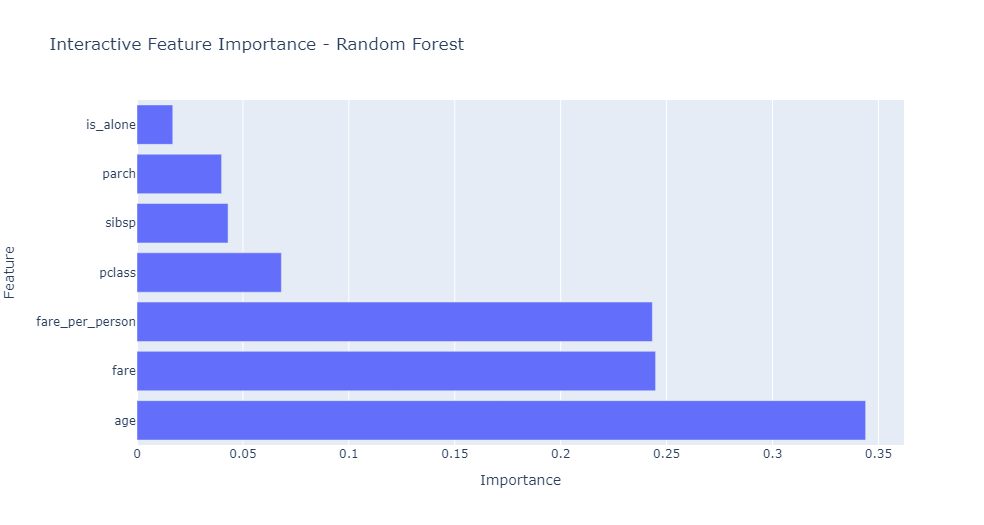 Interactive Feature Importance - Random Forest
is_alone
parch
sibsp
pclass
fare_per_person
fare
age
Feature
0 0.05 0.1 0.15 0.2 0.25 0.3 0.35
Importance